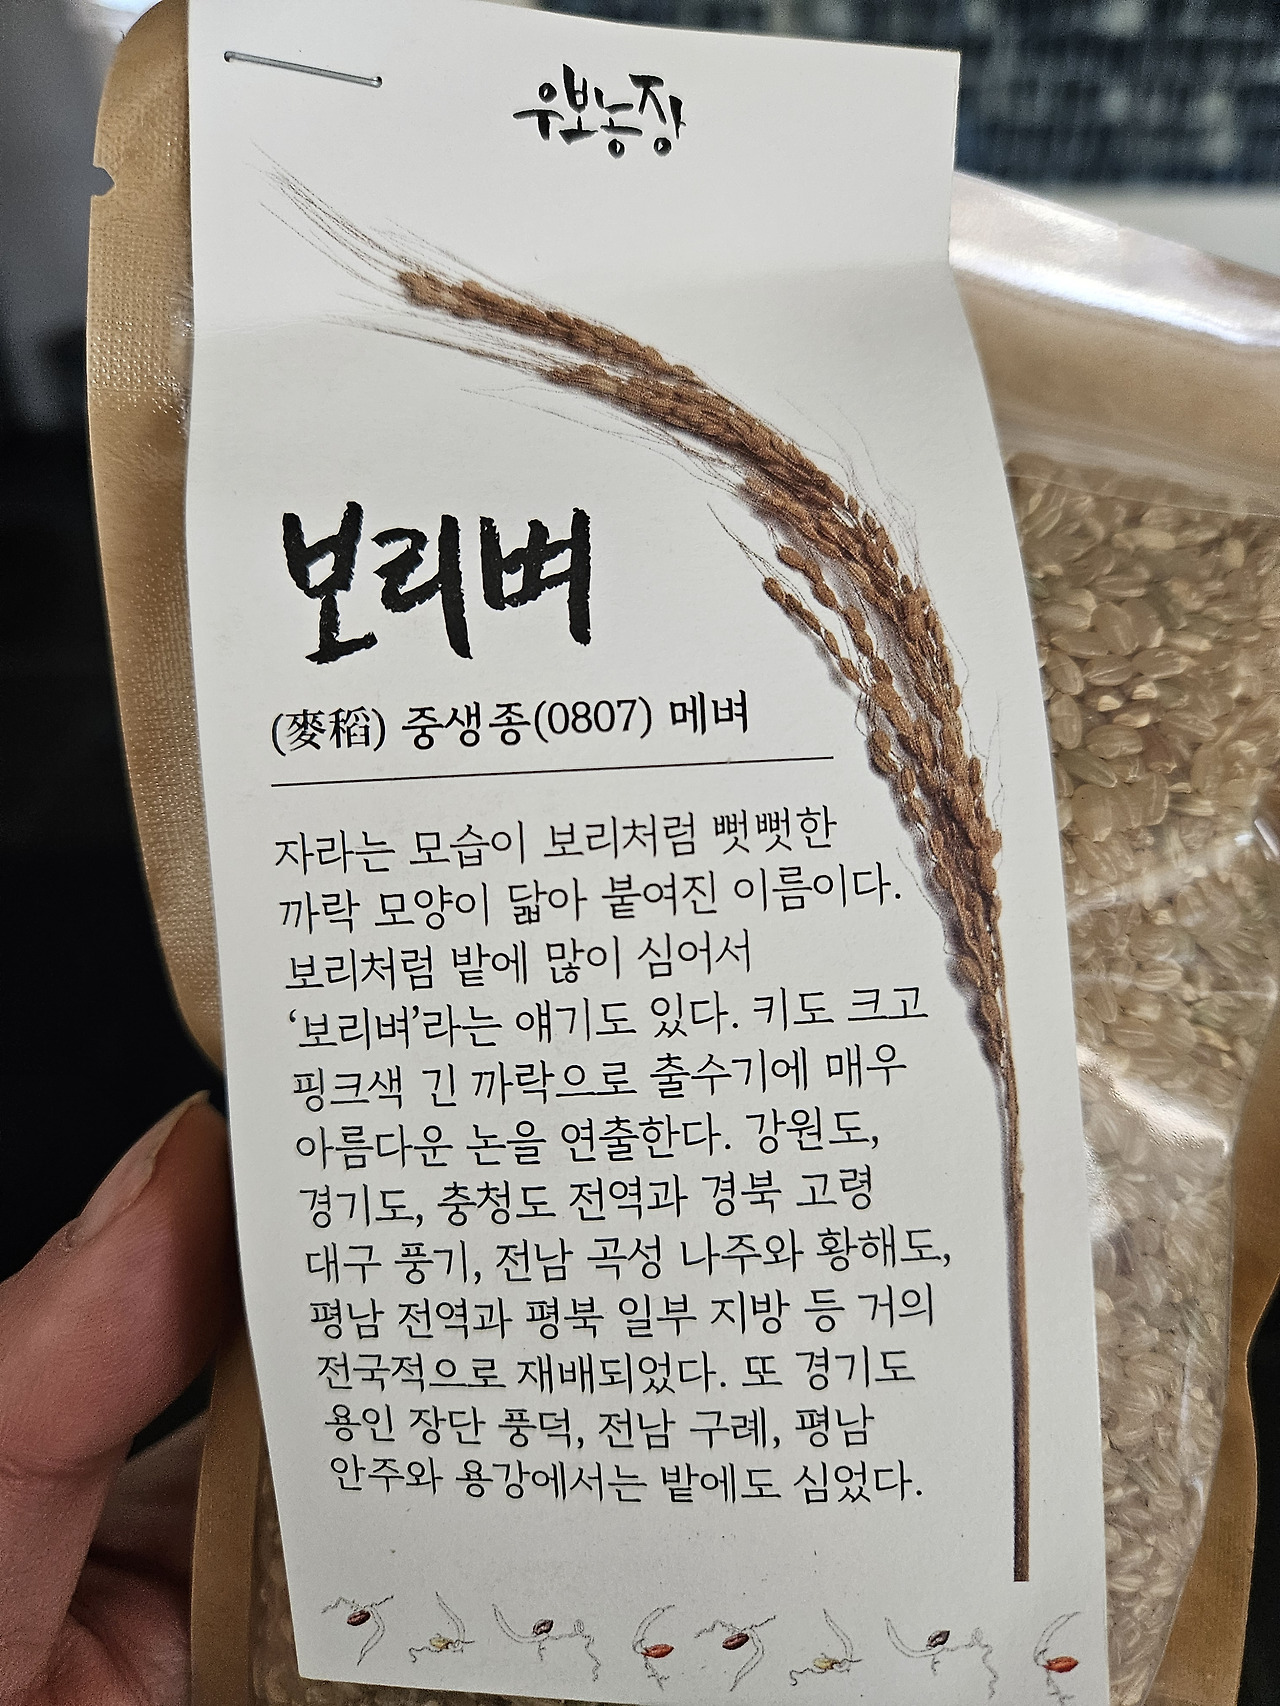 우보농장
보리벼
(麥稻) 중생종(0807) 메벼
자라는 모습이 보리처럼 뻣뻣한
까락 모양이 닮아 붙여진 이름이다.
보리처럼 밭에 많이 심어서
‘보리벼’라는 얘기도 있다. 키도 크고
핑크색 긴 까락으로 출수기에 매우
아름다운 논을 연출한다. 강원도,
경기도, 충청도 전역과 경북 고령
대구 풍기, 전남 곡성 나주와 황해도,
평남 전역과 평북 일부 지방 등 거의
전국적으로 재배되었다. 또 경기도
용인 장단 풍덕, 전남 구례, 평남
안주와 용강에서는 밭에도 심었다.